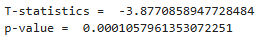 T-statistics =  -3.8770858947728484
p-value =  0.0001057961353072251